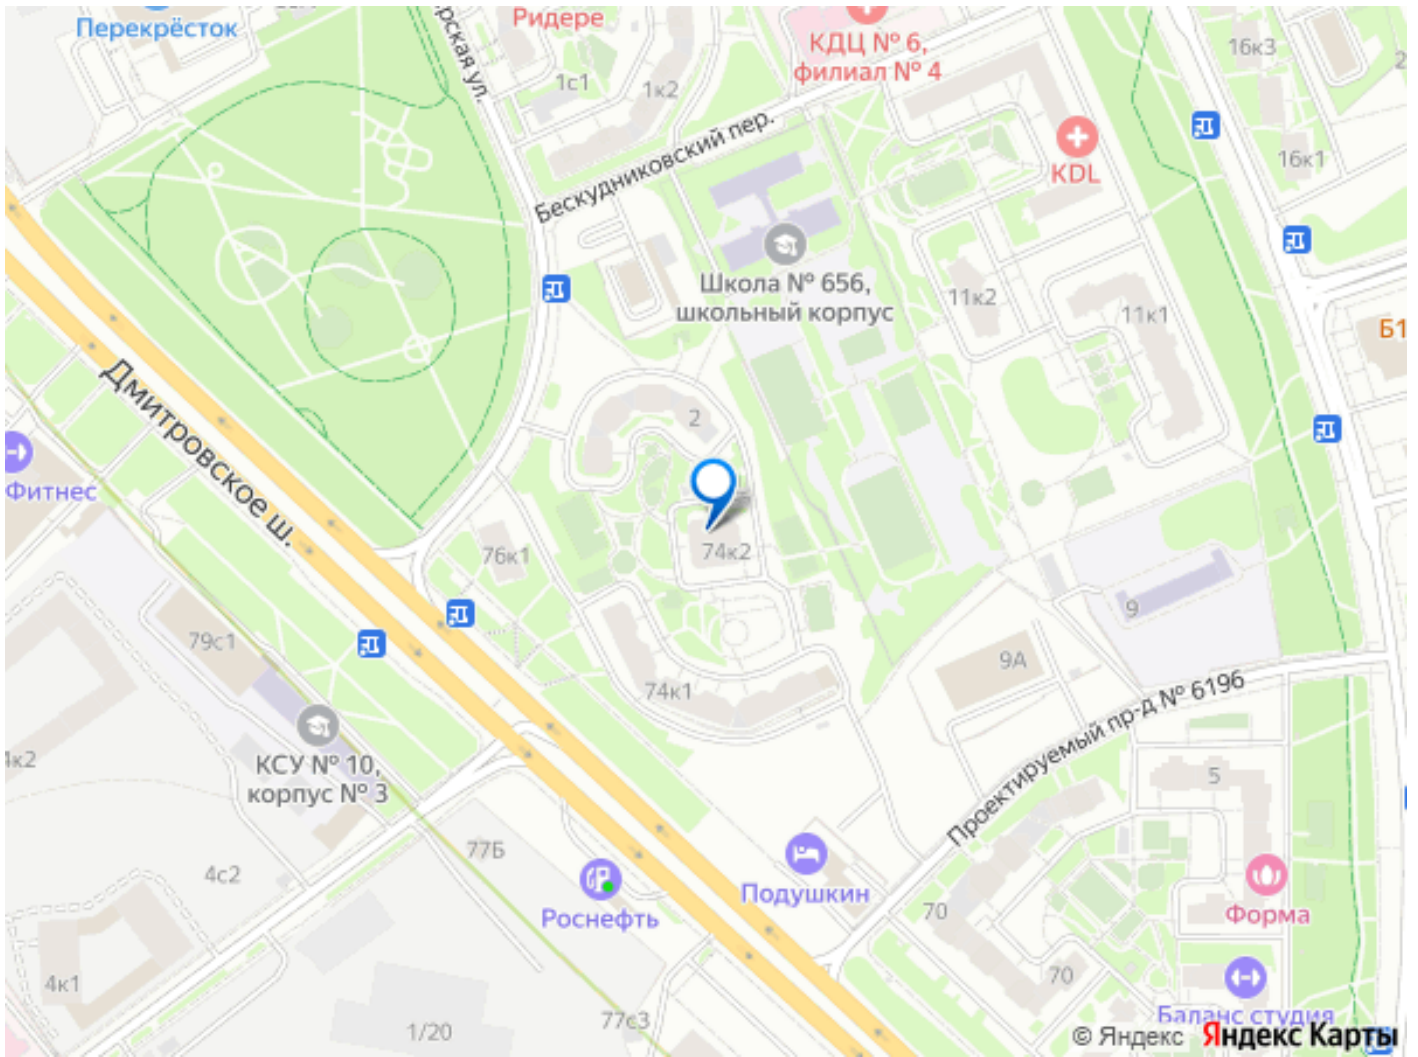 Перекрёсток
рская ул.
Ридере
1с1
1к2
КДЦ № 6,
филиал № 4
16к3
16к1
KDL
Бескудниковский пер.
Школа № 656,
школьный корпус
11к2
11к1
Б1
2
Дмитровское ш.
Фитнес
76к1
74к2
79с1
74к1
9
9А
Проектируемый пр-д № 6196
КСУ № 10,
корпус № 3
4к2
5
77Б
4с2
Роснефть
Подушкин
70
Форма
70
4к1
1/20
77с3
Баланс студия
© Яндекс Яндекс Карты